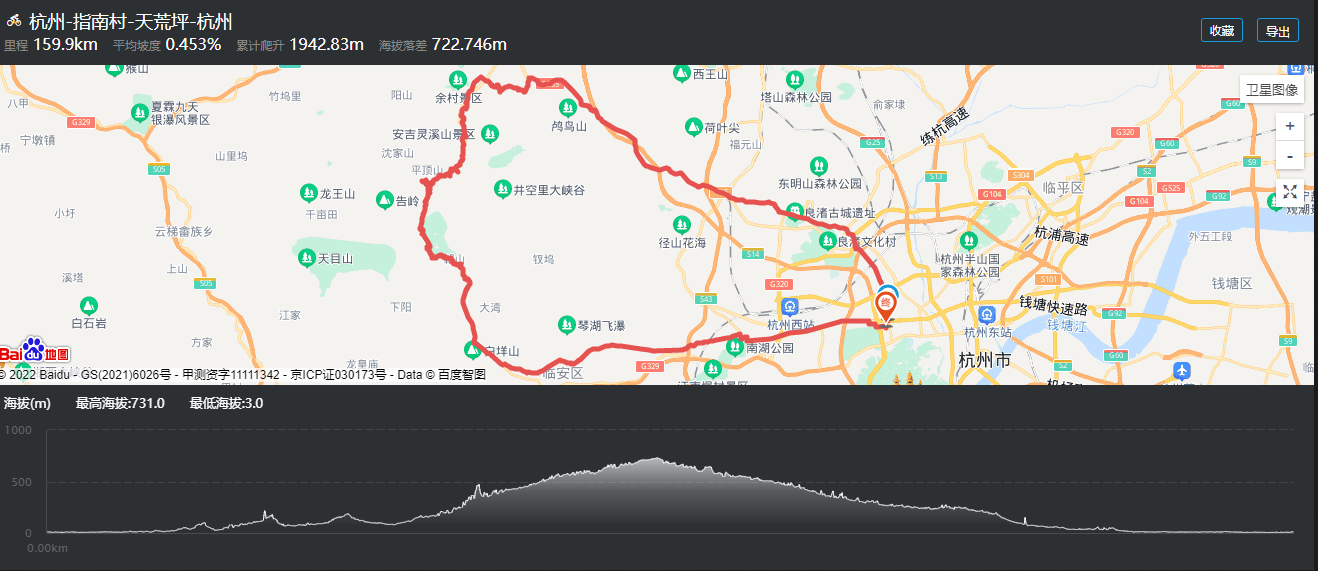 杭州-指南村-天荒坪-杭州
里程 159.9km 平均坡度 0.453% 累计爬升 1942.83m 海拔落差 722.746m
收藏
导出
猴山
西王山
卫星图像
八甲
夏霖九天
银瀑风景区
竹坞里
阳山
余村景区
鸬鸟山
塔山森林公园
俞家埭
练杭高速
G60
G329
宁墩镇
桥
安吉灵溪山景区
荷叶尖
福元山
G25
G320
G60
+
-
山里坞
沈家山
平顶山
S05
东明山森林公园
S13
S304
S2
S9
龙王山
千亩田
告岭
井空里大峡谷
G104
临平区
G525
G92
G104
小圩
云梯畲族乡
良渚古城遗址
径山花海
良渚文化村
杭浦高速
外五工段
天目山
钗坞
S14
杭州半山国
家森林公园
上山
溪塔
S05
G320
S101
钱塘区
白石岩
江家
下阳
大湾
S43
终
杭州西站
钱塘快速路
G92
钱塘江
杭州东站
琴湖飞瀑
方家
Bai du 地图
南湖公园
杭州市
G60
S9
龙皇庙
临安区
G329
S2
© 2022 Baidu - GS(2021)6026号 - 甲测资字11111342 - 京ICP证030173号 - Data © 百度智图
海拔(m) 最高海拔:731.0 最低海拔:3.0
1000
500
0
0.00km